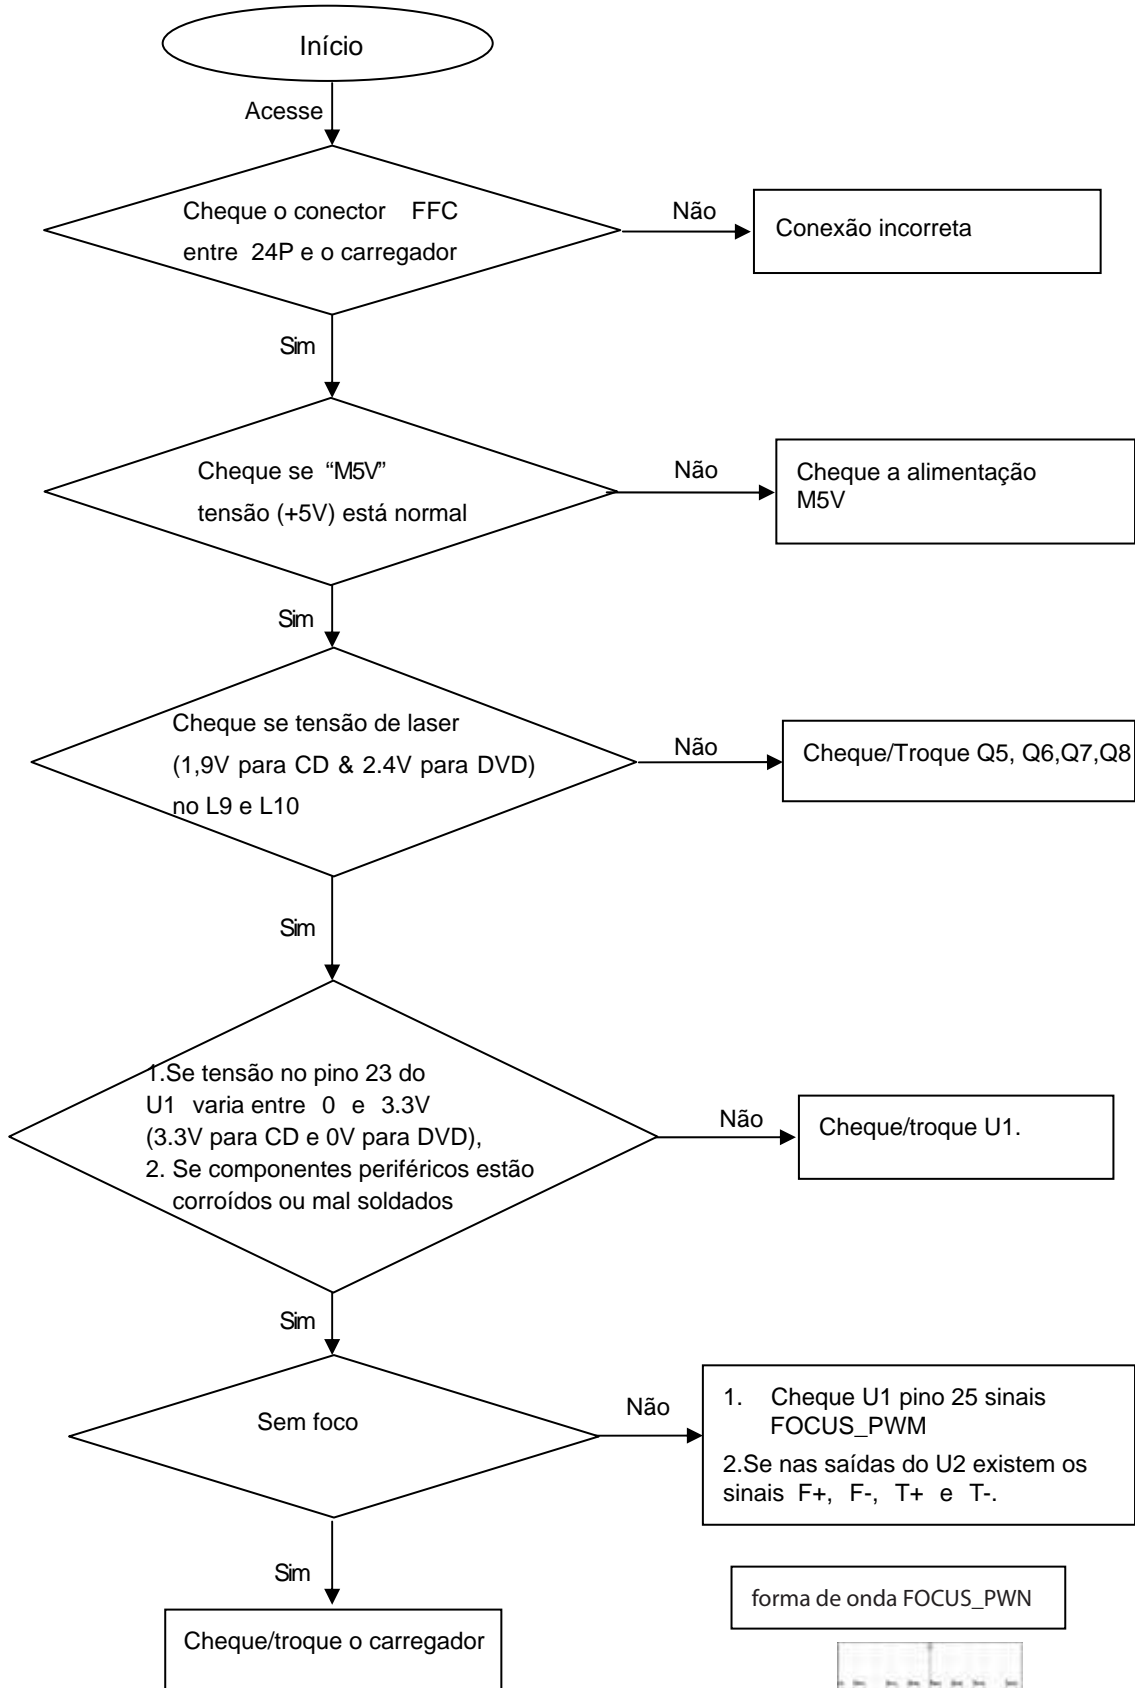 Início
Acesse
Cheque o conector FFC
entre 24P e o carregador
Não
Conexão incorreta
Sim
Cheque se “M5V”
tensão (+5V) está normal
Não
Cheque a alimentação
M5V
Sim
Cheque se tensão de laser
(1,9V para CD & 2.4V para DVD)
no L9 e L10
Não
Cheque/Troque Q5, Q6,Q7,Q8
Sim
1.Se tensão no pino 23 do
U1 varia entre 0 e 3.3V
(3.3V para CD e 0V para DVD),
2. Se componentes periféricos estão
corroídos ou mal soldados
Não
Cheque/troque U1.
Sim
Sem foco
Não
1. Cheque U1 pino 25 sinais
FOCUS_PWM
2.Se nas saídas do U2 existem os
sinais F+, F-, T+ e T-.
Sim
Cheque/troque o carregador
forma de onda FOCUS_PWN